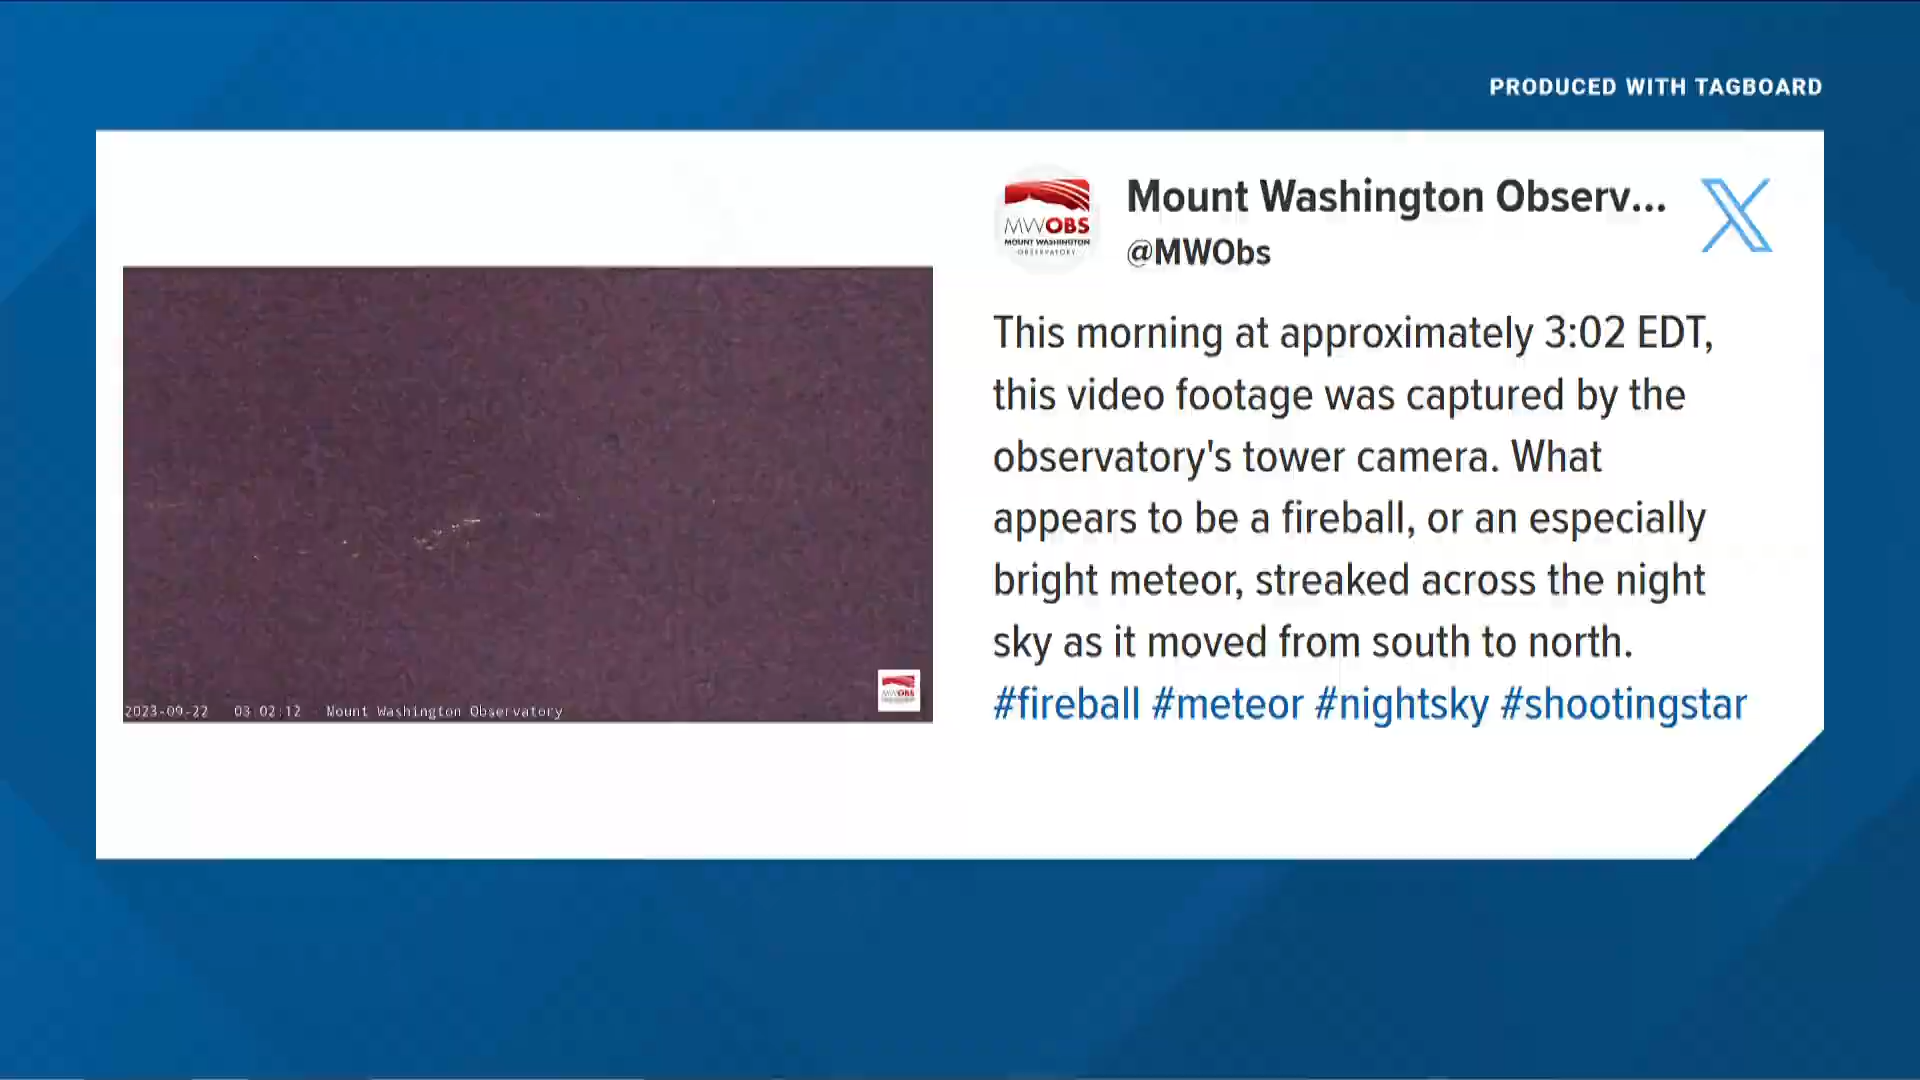 PRODUCED WITH TAGBOARD
MWOBS
MOUNT WASHINGTON
OBSERVATORY
Mount Washington Observ...
@MWObs
This morning at approximately 3:02 EDT,
this video footage was captured by the
observatory's tower camera. What
appears to be a fireball, or an especially
bright meteor, streaked across the night
sky as it moved from south to north.
#fireball #meteor #nightsky #shootingstar
MWOBS
2023-09-22 03:02:12 - Mount Washington Observatory